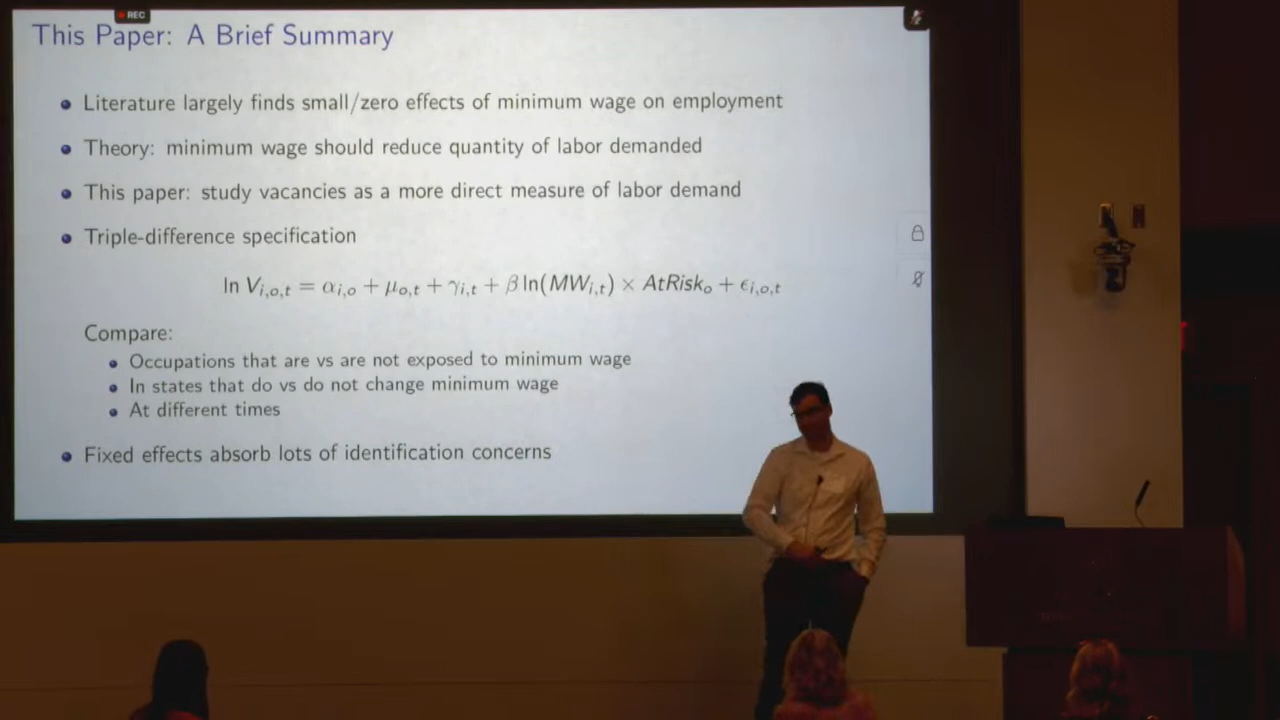 REC
This Paper: A Brief Summary
Literature largely finds small/zero effects of minimum wage on employment
Theory: minimum wage should reduce quantity of labor demanded
This paper: study vacancies as a more direct measure of labor demand
Triple-difference specification
ln V_{i,o,t} = α_{i,o} + μ_{o,t} + γ_{i,t} + β ln(MW_{i,t}) × AtRisk_o + ϵ_{i,o,t}
Compare:
Occupations that are vs are not exposed to minimum wage
In states that do vs do not change minimum wage
At different times
Fixed effects absorb lots of identification concerns